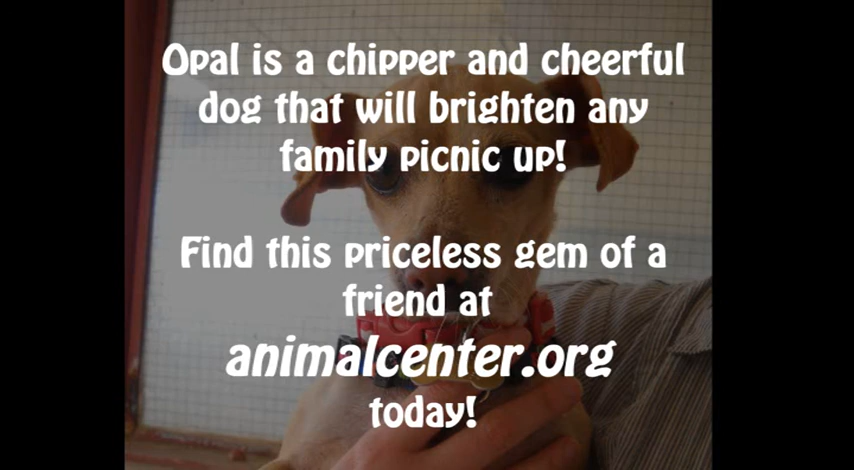 Opal is a chipper and cheerful
dog that will brighten any
family picnic up!
Find this priceless gem of a
friend at
animalcenter.org
today!